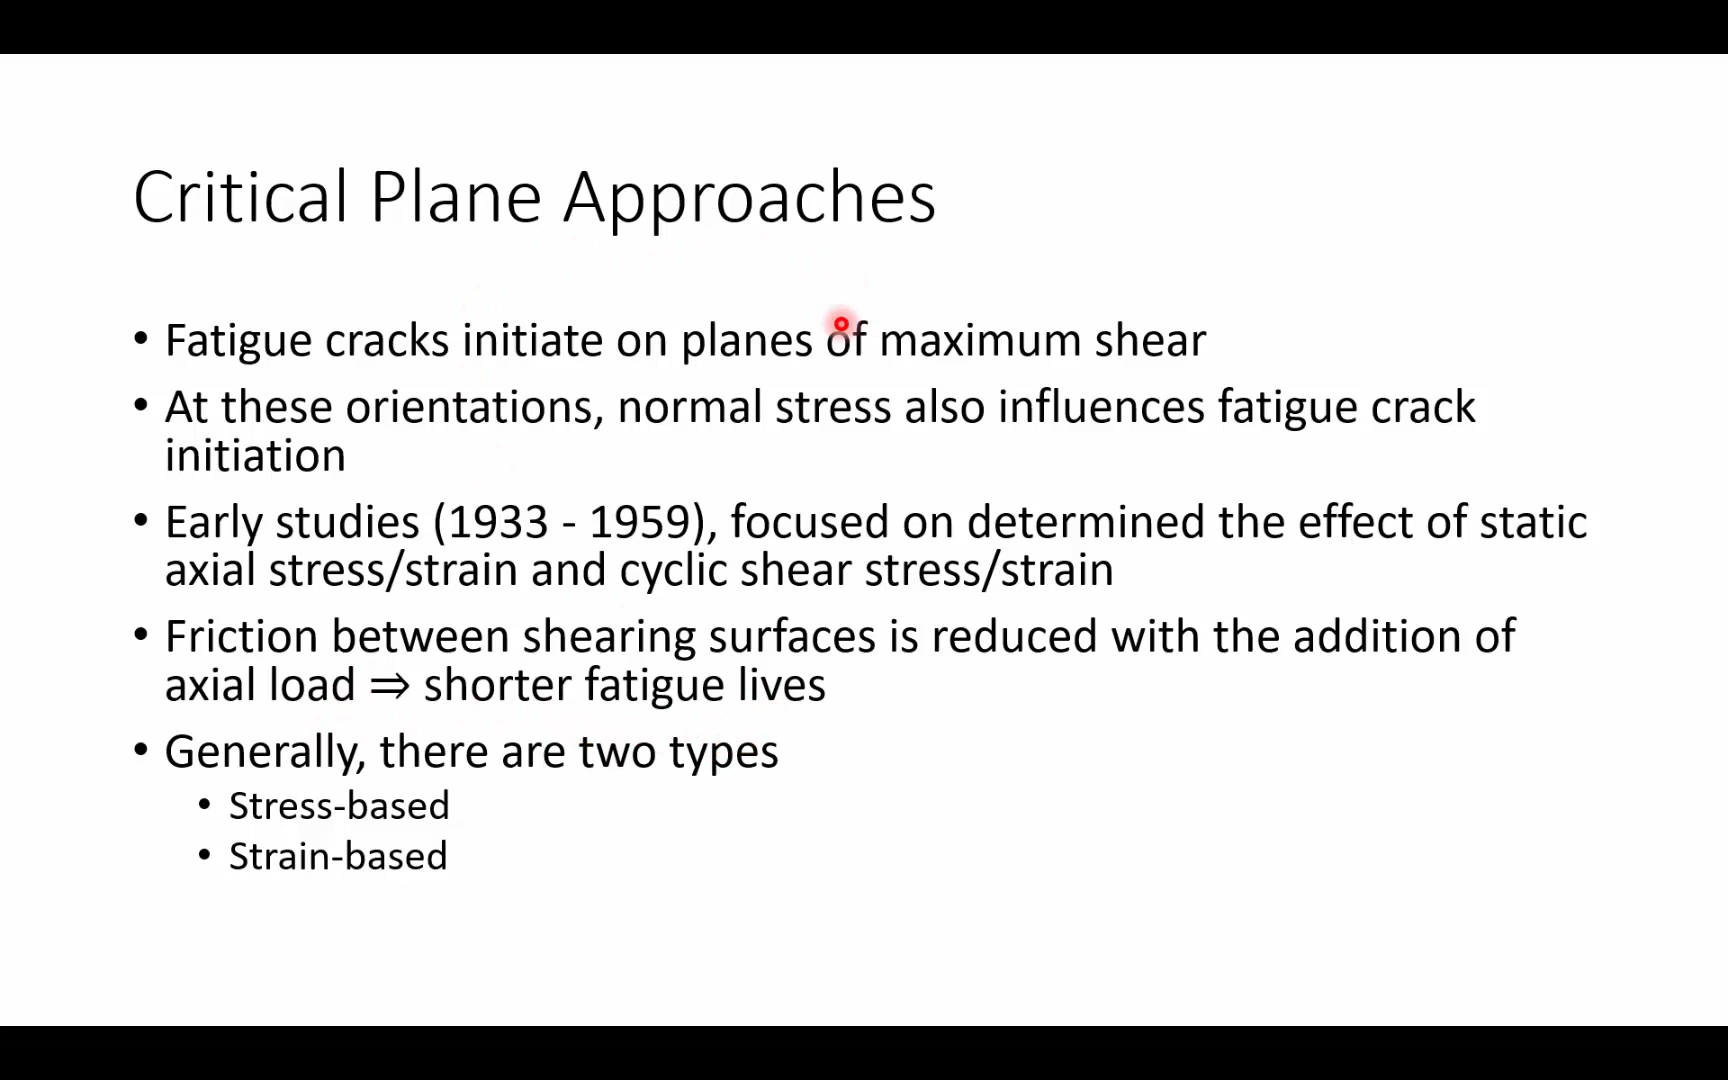 Critical Plane Approaches
• Fatigue cracks initiate on planes of maximum shear
• At these orientations, normal stress also influences fatigue crack
initiation
• Early studies (1933 - 1959), focused on determined the effect of static
axial stress/strain and cyclic shear stress/strain
• Friction between shearing surfaces is reduced with the addition of
axial load ⇒ shorter fatigue lives
• Generally, there are two types
• Stress-based
• Strain-based